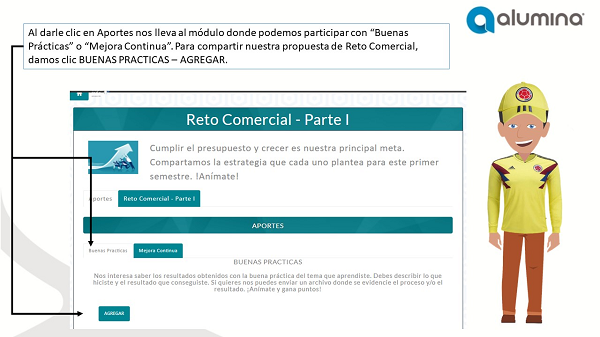 alumina
Al darle clic en Aportes nos lleva al módulo donde podemos participar con “Buenas
Prácticas” o “Mejora Continua”. Para compartir nuestra propuesta de Reto Comercial,
damos clic BUENAS PRACTICAS – AGREGAR.
Reto Comercial - Parte I
Cumplir el presupuesto y crecer es nuestra principal meta.
Compartamos la estrategia que cada uno plantea para este primer
semestre. !Anímate!
Aportes Reto Comercial - Parte I
APORTES
Buenas Prácticas Mejora Continua
BUENAS PRACTICAS
Nos interesa saber los resultados obtenidos con la buena práctica del tema que aprendiste. Debes describir lo que
hiciste y el resultado que conseguiste. Si quieres nos puedes enviar un archivo donde se evidencie el proceso y/o el
resultado. ¡Anímate y gana puntos!
AGREGAR